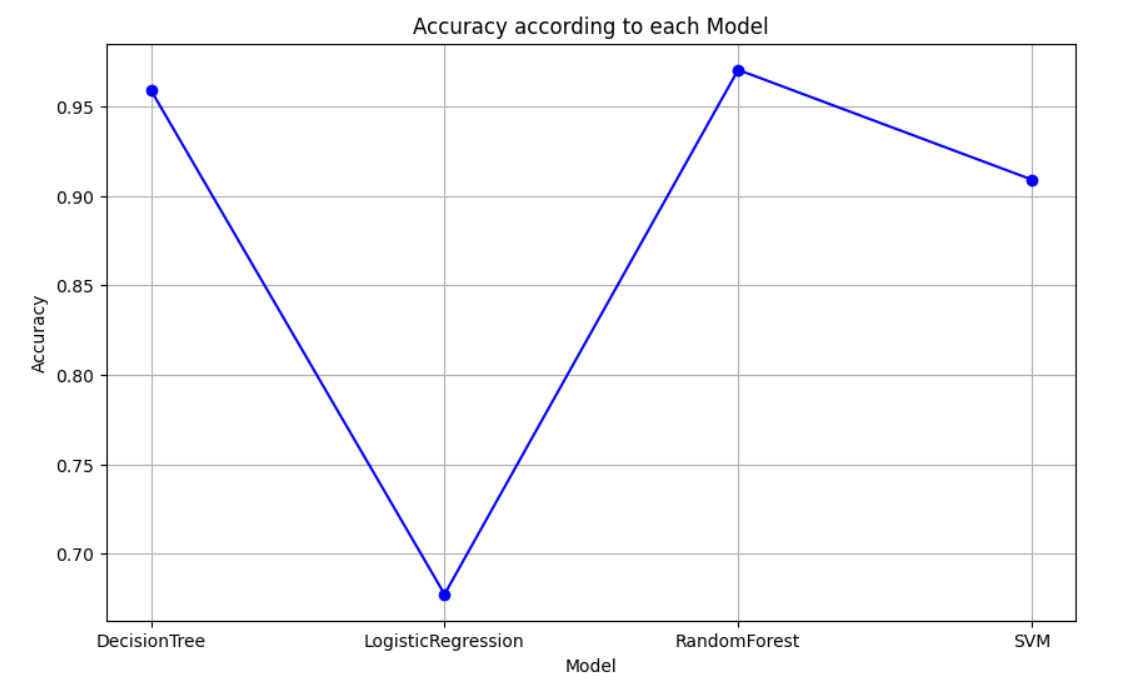 Accuracy according to each Model
Accuracy
0.95
0.90
0.85
0.80
0.75
0.70
DecisionTree LogisticRegression RandomForest SVM
Model